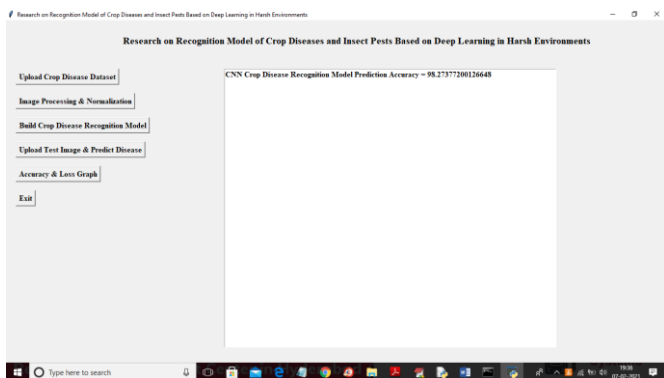 Research on Recognition Model of Crop Diseases and Insect Pests Based on Deep Learning in Harsh Environments
Research on Recognition Model of Crop Diseases and Insect Pests Based on Deep Learning in Harsh Environments
Upload Crop Disease Dataset
CNN Crop Disease Recognition Model Prediction Accuracy = 98.27377200126648
Image Processing & Normalization
Build Crop Disease Recognition Model
Upload Test Image & Predict Disease
Accuracy & Loss Graph
Exit
Type here to search
19:36
07-02-2021